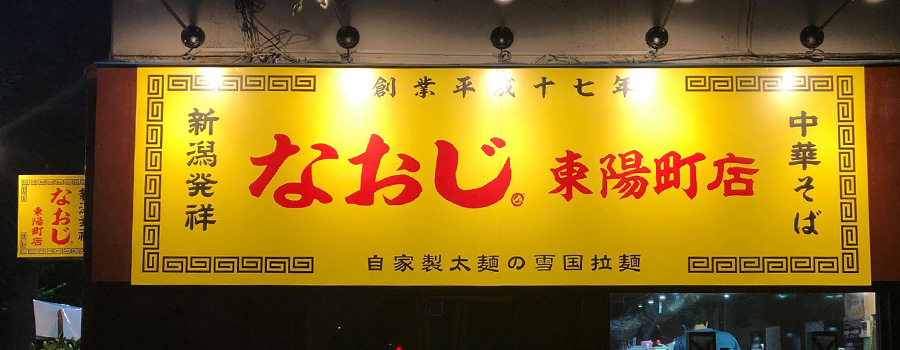 創業平成十七年
新潟発祥
なおじ 東陽町店
中華そば
自家製太麺の雪国拉麺
なおじ
東陽町店